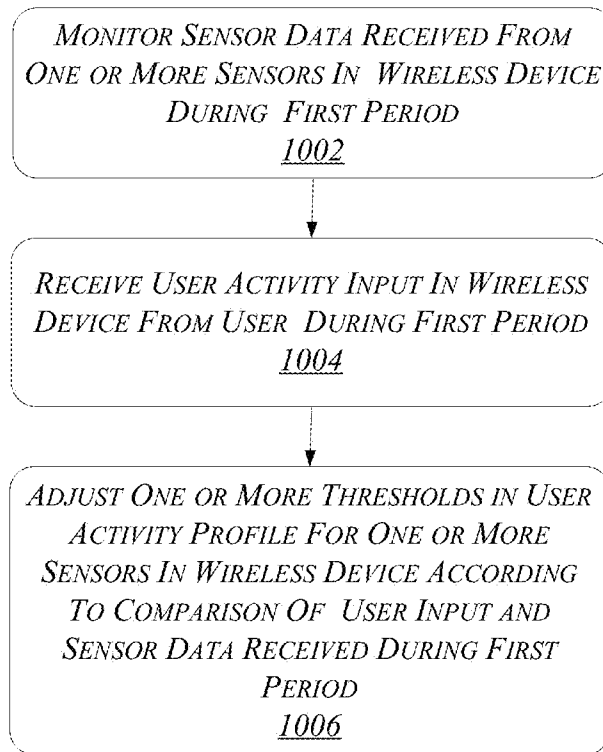 MONITOR SENSOR DATA RECEIVED FROM
ONE OR MORE SENSORS IN WIRELESS DEVICE
DURING FIRST PERIOD
1002
RECEIVE USER ACTIVITY INPUT IN WIRELESS
DEVICE FROM USER DURING FIRST PERIOD
1004
ADJUST ONE OR MORE THRESHOLDS IN USER
ACTIVITY PROFILE FOR ONE OR MORE
SENSORS IN WIRELESS DEVICE ACCORDING
TO COMPARISON OF USER INPUT AND
SENSOR DATA RECEIVED DURING FIRST
PERIOD
1006